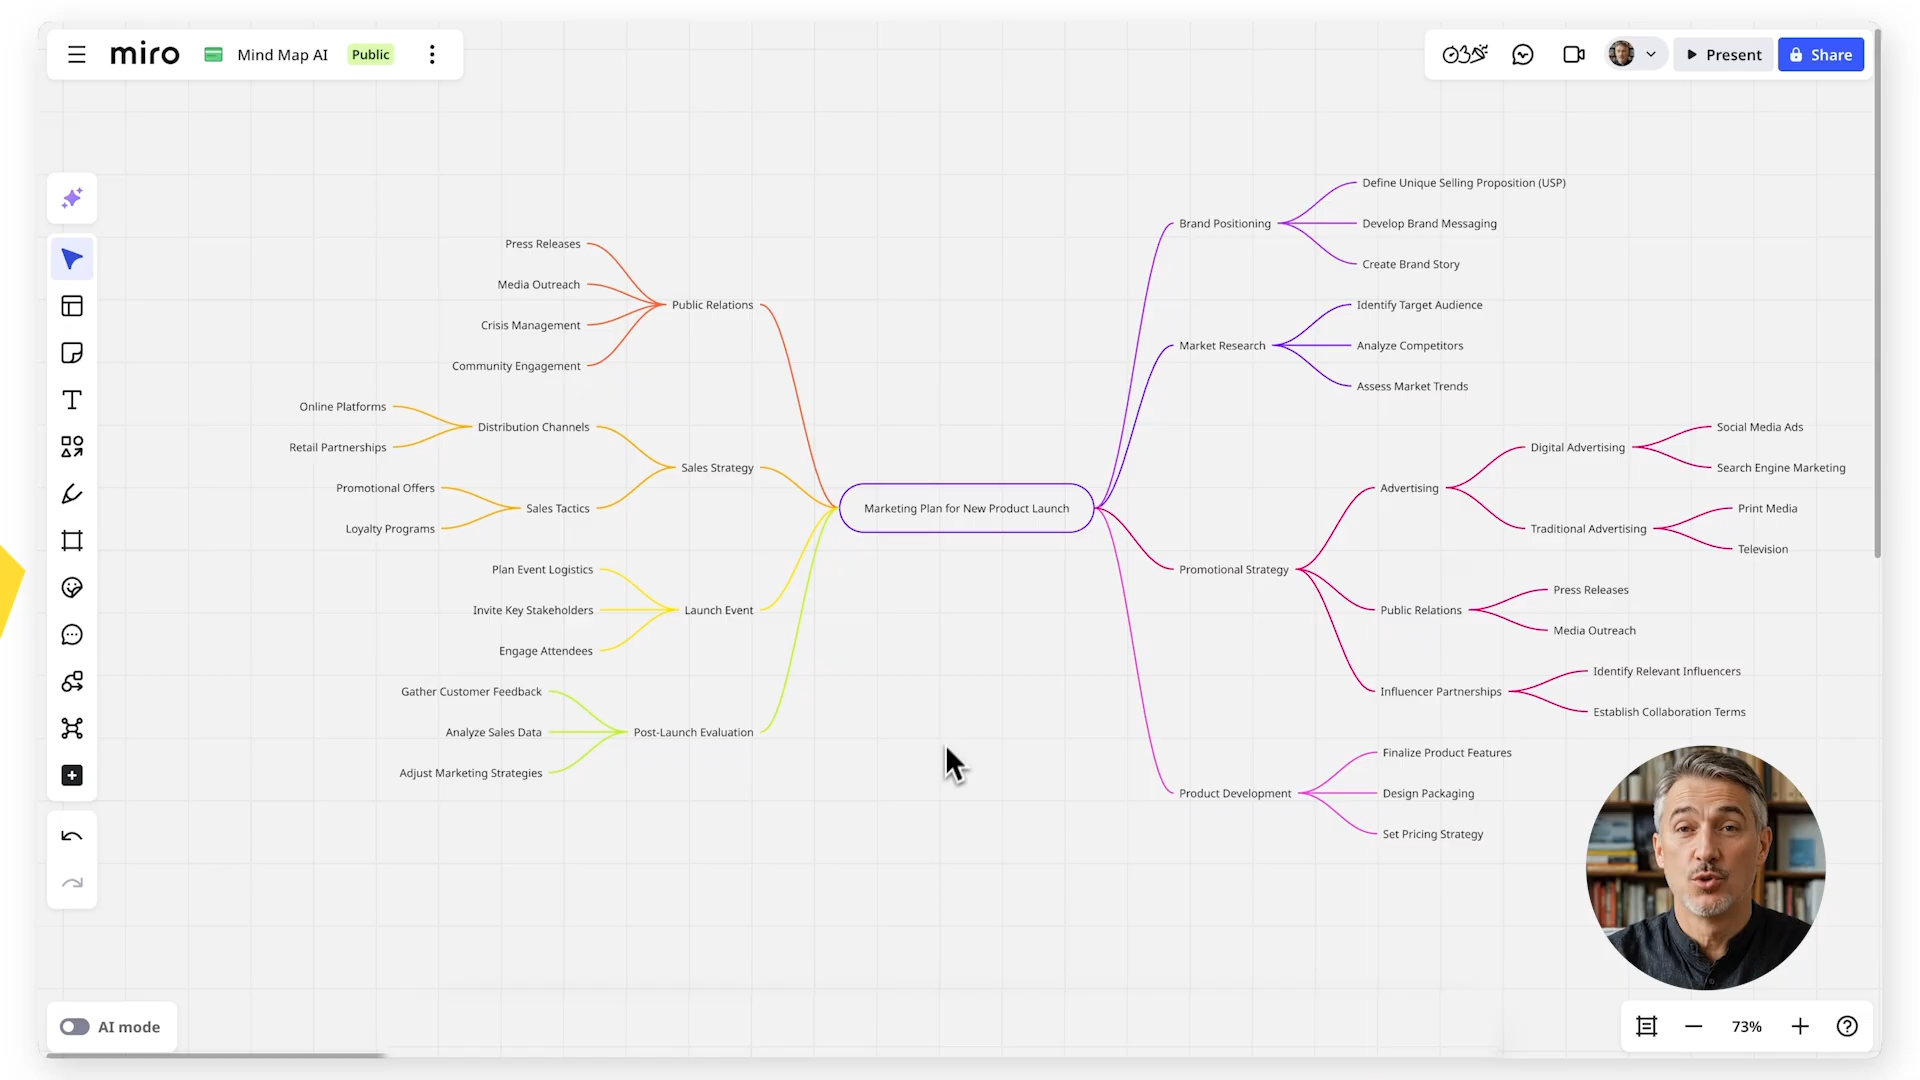 miro
Mind Map AI
Public
Present
Share
Marketing Plan for New Product Launch
Public Relations
Press Releases
Media Outreach
Crisis Management
Community Engagement
Sales Strategy
Distribution Channels
Online Platforms
Retail Partnerships
Sales Tactics
Promotional Offers
Loyalty Programs
Launch Event
Plan Event Logistics
Invite Key Stakeholders
Engage Attendees
Post-Launch Evaluation
Gather Customer Feedback
Analyze Sales Data
Adjust Marketing Strategies
Brand Positioning
Define Unique Selling Proposition (USP)
Develop Brand Messaging
Create Brand Story
Market Research
Identify Target Audience
Analyze Competitors
Assess Market Trends
Promotional Strategy
Advertising
Digital Advertising
Social Media Ads
Search Engine Marketing
Traditional Advertising
Print Media
Television
Public Relations
Press Releases
Media Outreach
Influencer Partnerships
Identify Relevant Influencers
Establish Collaboration Terms
Product Development
Finalize Product Features
Design Packaging
Set Pricing Strategy
AI mode
73%